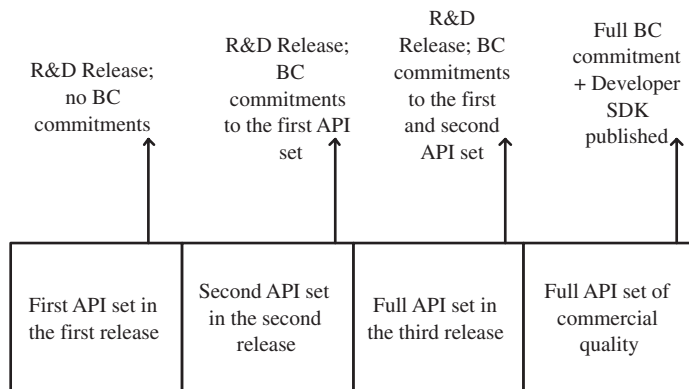 R&D Release;
no BC
commitments
R&D Release;
BC
commitments
to the first API
set
R&D
Release; BC
commitments
to the first
and second
API set
Full BC
commitment
+ Developer
SDK
published
First API set in
the first release
Second API set
in the second
release
Full API set in
the third release
Full API set of
commercial
quality